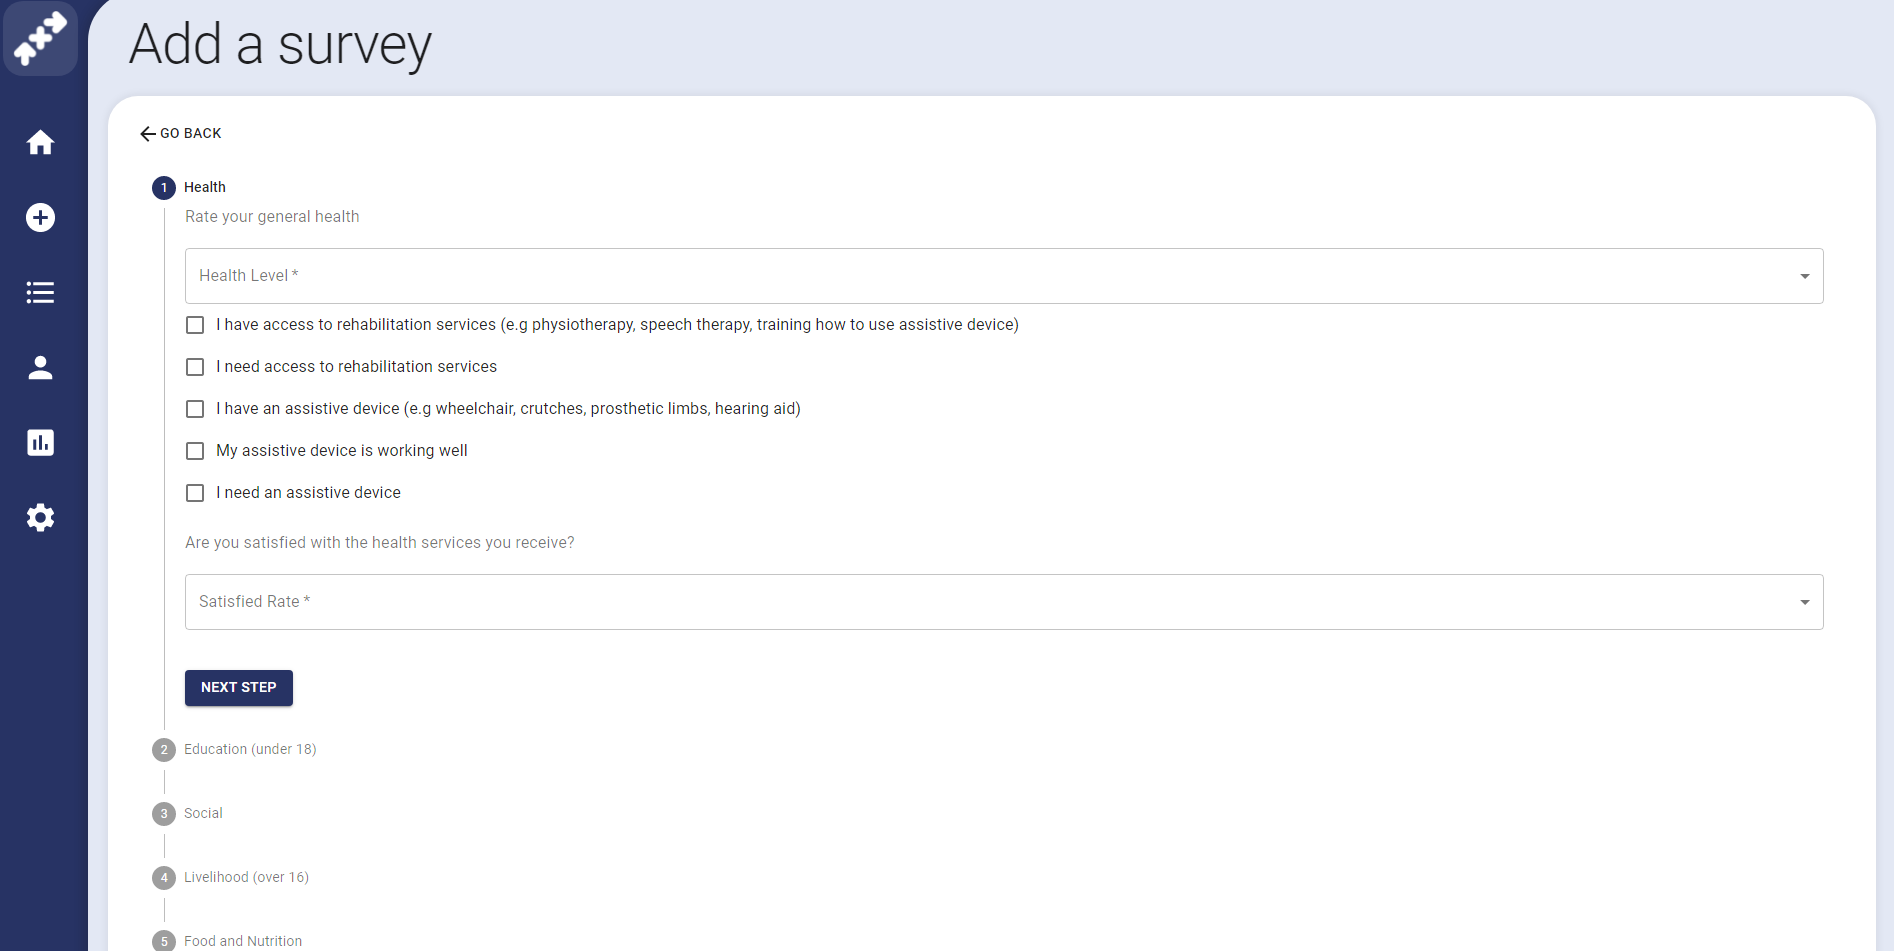 Add a survey
GO BACK
1 Health
Rate your general health
Health Level *
I have access to rehabilitation services (e.g physiotherapy, speech therapy, training how to use assistive device)
I need access to rehabilitation services
I have an assistive device (e.g wheelchair, crutches, prosthetic limbs, hearing aid)
My assistive device is working well
I need an assistive device
Are you satisfied with the health services you receive?
Satisfied Rate *
NEXT STEP
2 Education (under 18)
3 Social
4 Livelihood (over 16)
5 Food and Nutrition